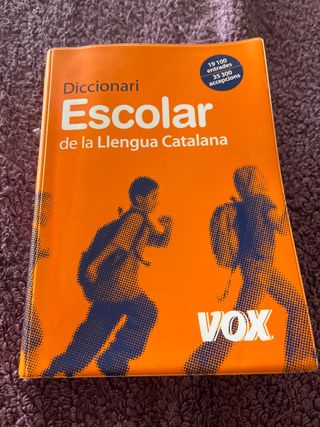 19 100
entrades
35 300
accepcions
Diccionari
Escolar
de la Llengua Catalana
VOX